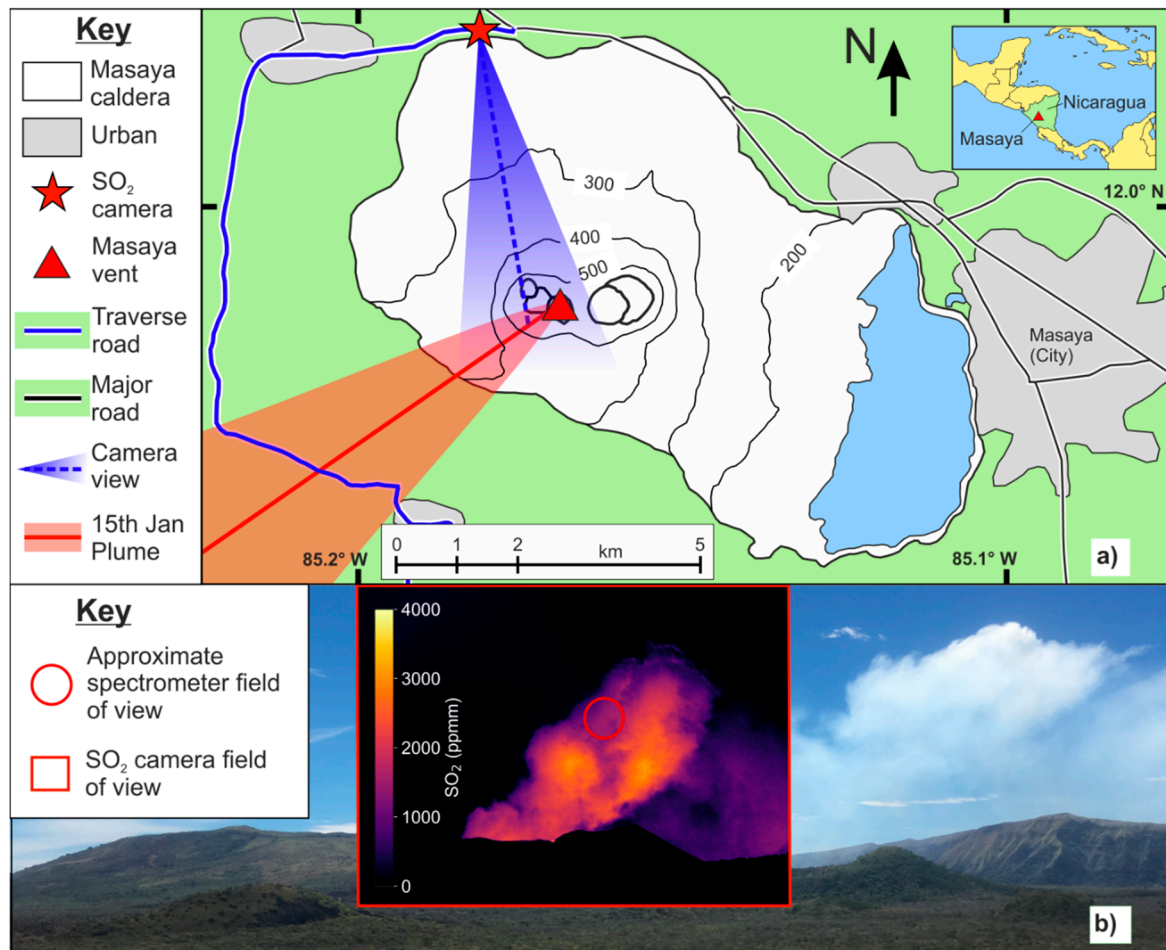 Key
Masaya
caldera
Urban
SO₂
camera
Masaya
vent
Traverse
road
Major
road
Camera
view
15th Jan
Plume
N
Nicaragua
Masaya
12.0° N
300
400
500
200
Masaya
(City)
85.2° W
0 1 2 km 5
85.1° W
a)
Key
Approximate
spectrometer field
of view
SO₂ camera field
of view
4000
3000
2000
1000
0
SO₂ (ppmm)
b)